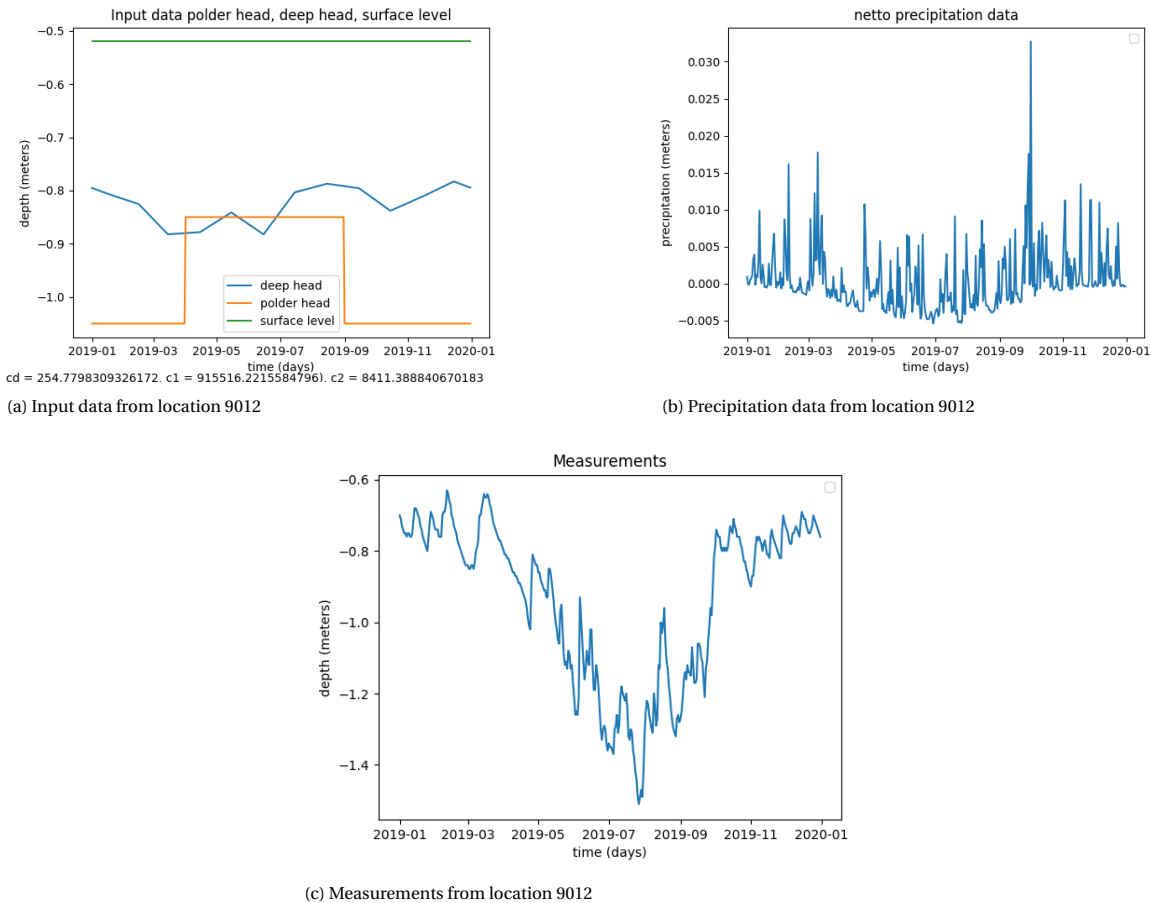 Input data polder head, deep head, surface level
−0.5
−0.6
−0.7
−0.8
−0.9
−1.0
depth (meters)
deep head
polder head
surface level
2019-01 2019-03 2019-05 2019-07 2019-09 2019-11 2020-01
time (days)
cd = 254.7798309326172. c1 = 915516.2215584796). c2 = 8411.388840670183
(a) Input data from location 9012
netto precipitation data
0.030
0.025
0.020
0.015
0.010
0.005
0.000
−0.005
precipitation (meters)
2019-01 2019-03 2019-05 2019-07 2019-09 2019-11 2020-01
time (days)
(b) Precipitation data from location 9012
Measurements
−0.6
−0.8
−1.0
−1.2
−1.4
depth (meters)
2019-01 2019-03 2019-05 2019-07 2019-09 2019-11 2020-01
time (days)
(c) Measurements from location 9012